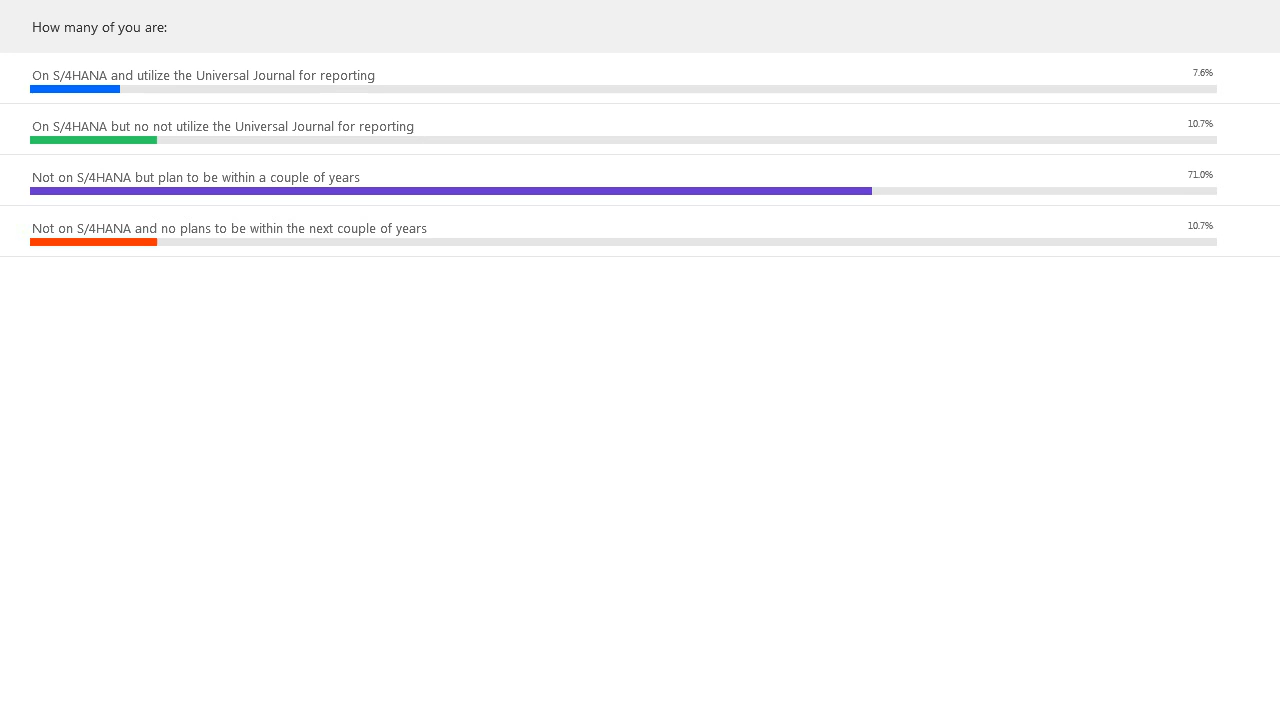 How many of you are:
On S/4HANA and utilize the Universal Journal for reporting
7.6%
On S/4HANA but no not utilize the Universal Journal for reporting
10.7%
Not on S/4HANA but plan to be within a couple of years
71.0%
Not on S/4HANA and no plans to be within the next couple of years
10.7%